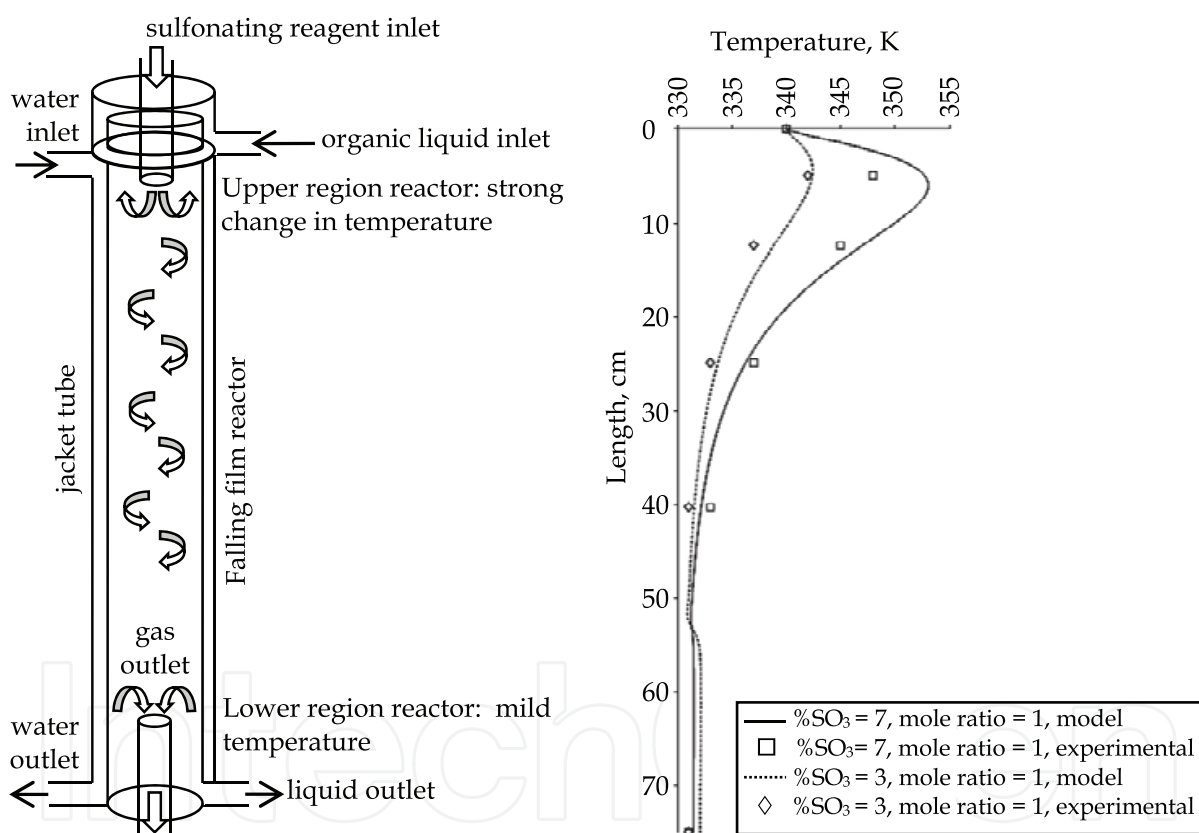 sulfonating reagent inlet
water
inlet
organic liquid inlet
Upper region reactor: strong
change in temperature
jacket tube
Falling film reactor
gas
outlet
Lower region reactor: mild
temperature
water
outlet
liquid outlet
Temperature, K
330
335
340
345
350
355
Length, cm
0
10
20
30
40
50
60
70
%SO₃ = 7, mole ratio = 1, model
%SO₃= 7, mole ratio = 1, experimental
%SO₃ = 3, mole ratio = 1, model
%SO₃ = 3, mole ratio = 1, experimental